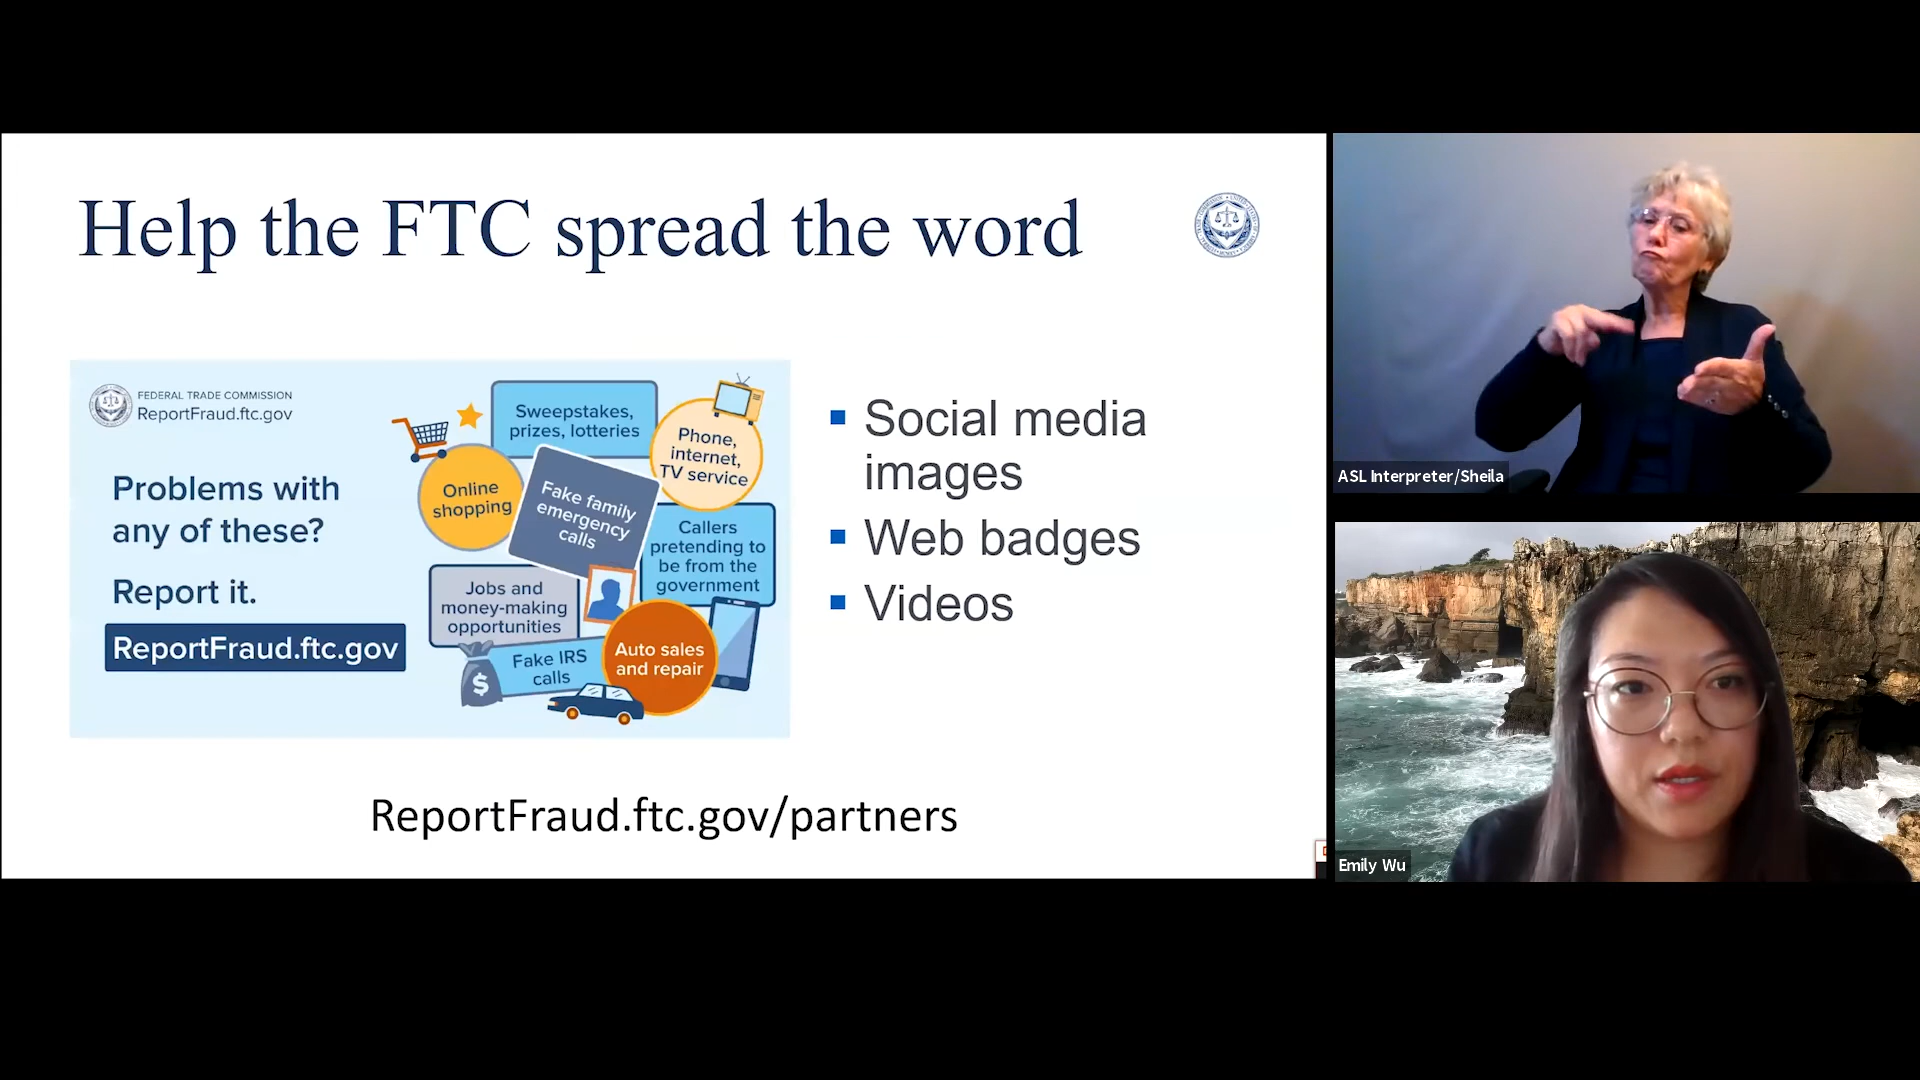 Help the FTC spread the word
FEDERAL TRADE COMMISSION
ReportFraud.ftc.gov
Problems with
any of these?
Report it.
ReportFraud.ftc.gov
Sweepstakes,
prizes, lotteries
Phone,
internet,
TV service
Online
shopping
Fake family
emergency
calls
Callers
pretending to
be from the
government
Jobs and
money-making
opportunities
Fake IRS
calls
Auto sales
and repair
$
Social media
images
Web badges
Videos
ReportFraud.ftc.gov/partners
ASL Interpreter/Sheila
Emily Wu